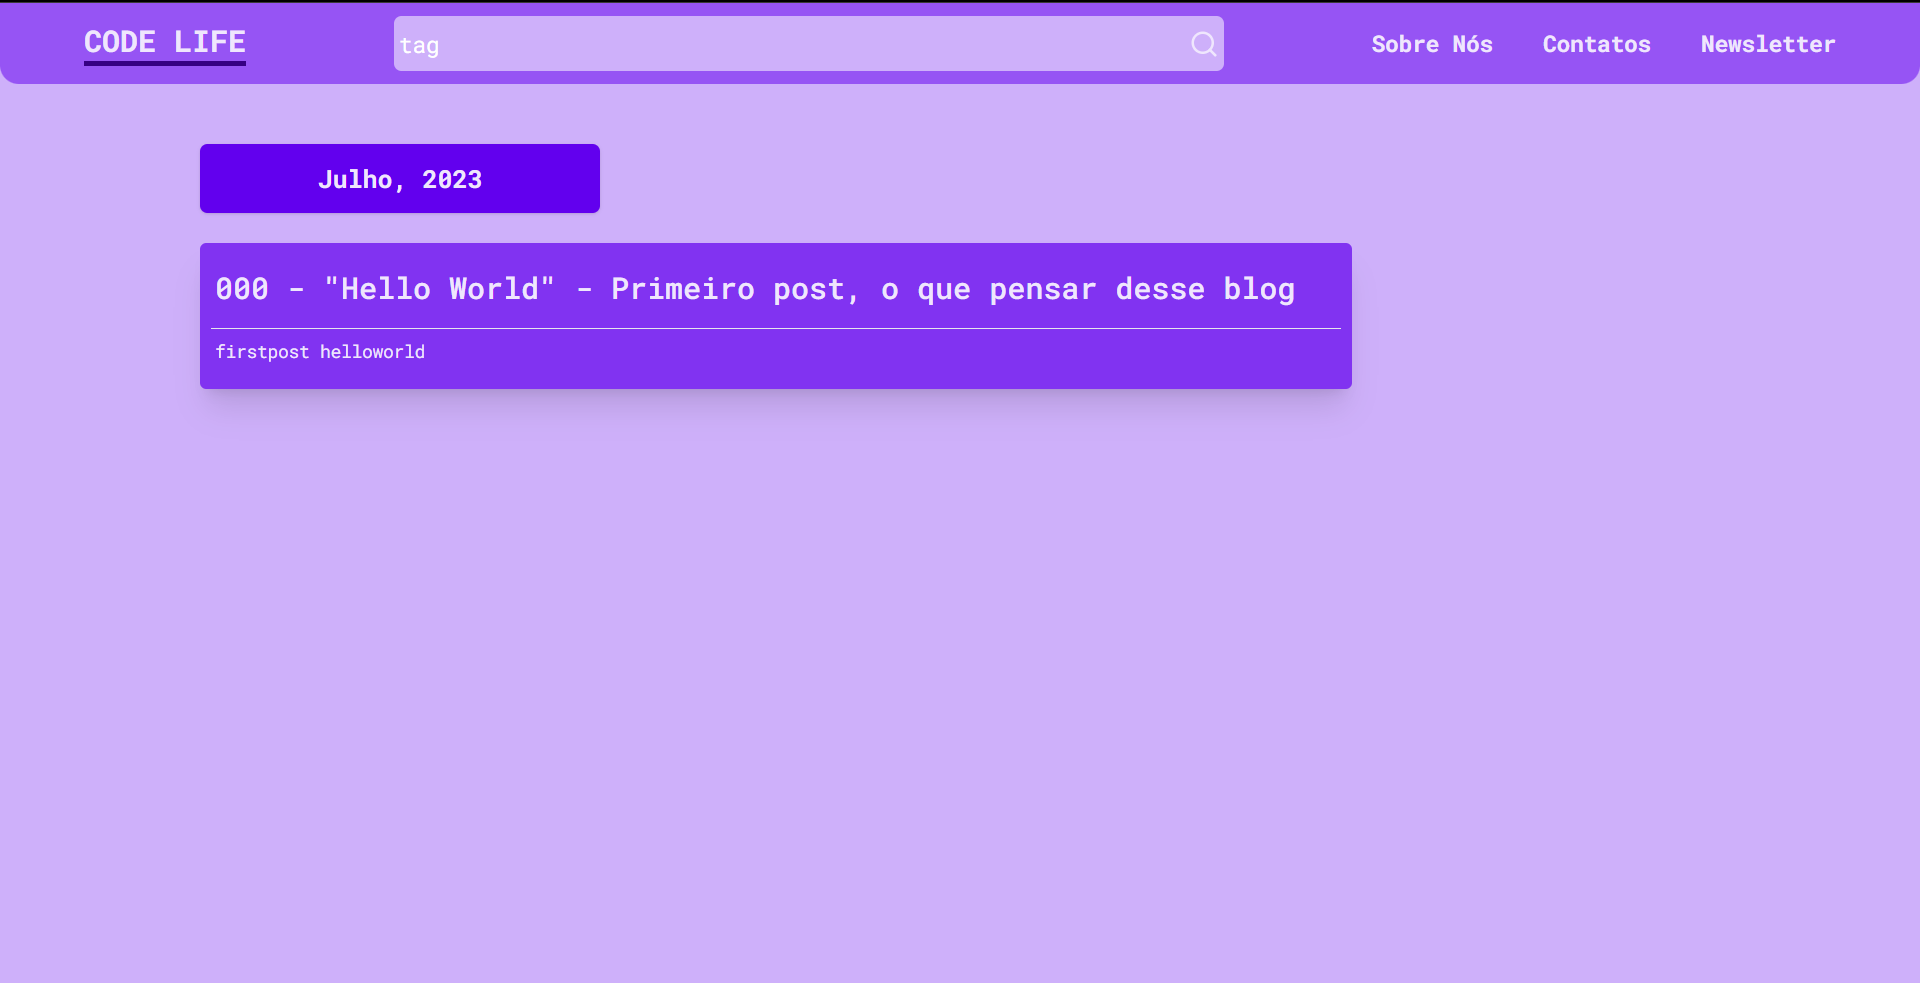 CODE LIFE
tag
Sobre Nós
Contatos
Newsletter
Julho, 2023
000 - "Hello World" - Primeiro post, o que pensar desse blog
firstpost helloworld